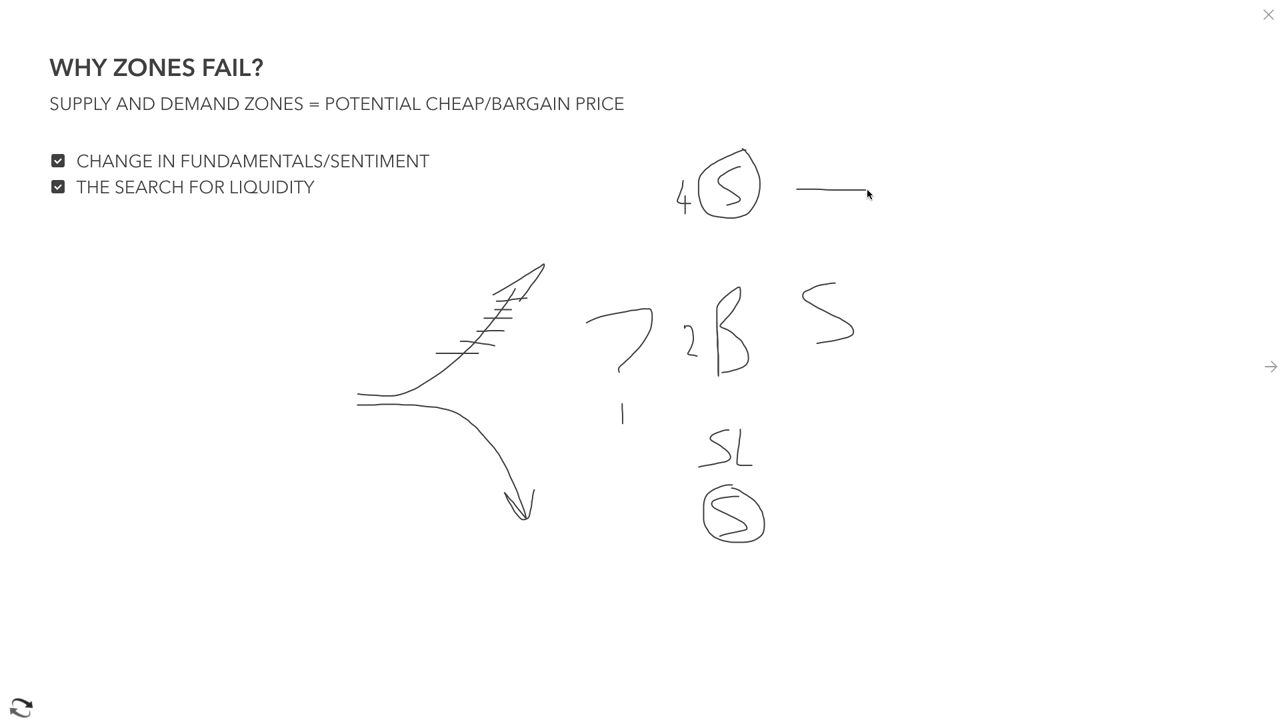 WHY ZONES FAIL?
SUPPLY AND DEMAND ZONES = POTENTIAL CHEAP/BARGAIN PRICE
CHANGE IN FUNDAMENTALS/SENTIMENT
THE SEARCH FOR LIQUIDITY
4 S
? 2 B S
SL
S